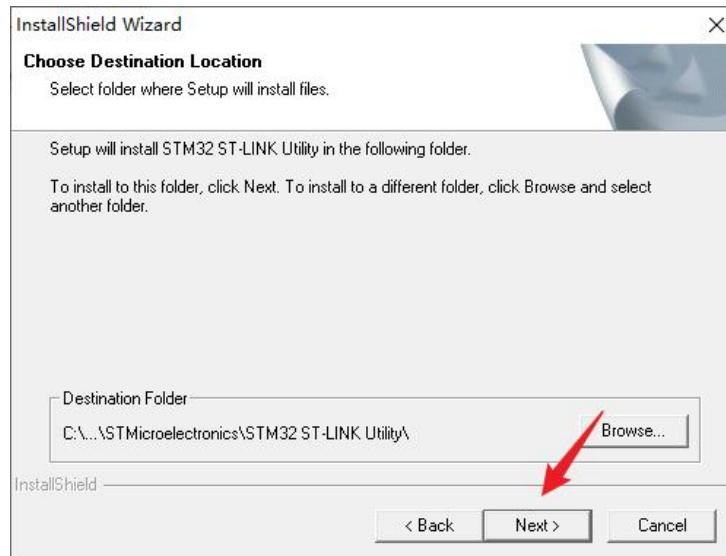 InstallShield Wizard
Choose Destination Location
Select folder where Setup will install files.
Setup will install STM32 ST-LINK Utility in the following folder.
To install to this folder, click Next. To install to a different folder, click Browse and select
another folder.
Destination Folder
C:\...\STMicroelectronics\STM32 ST-LINK Utility\
Browse...
InstallShield
< Back
Next >
Cancel